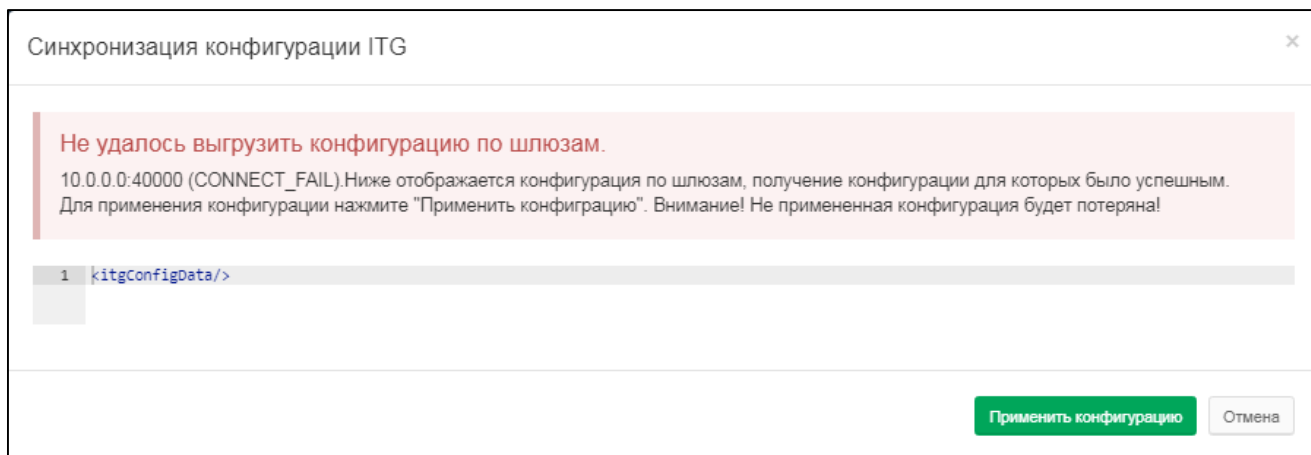 Синхронизация конфигурации ITG
×
Не удалось выгрузить конфигурацию по шлюзам.
10.0.0.0:40000 (CONNECT_FAIL).Ниже отображается конфигурация по шлюзам, получение конфигурации для которых было успешным.
Для применения конфигурации нажмите "Применить конфиграцию". Внимание! Не примененная конфигурация будет потеряна!
1 <itgConfigData/>
Применить конфигурацию Отмена